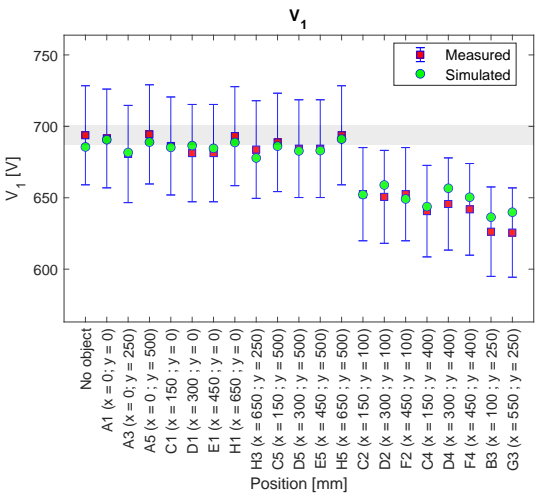 V1
Measured
Simulated
750
700
650
600
V1 [V]
No object
A1 (x = 0; y = 0)
A3 (x = 0; y = 250)
A5 (x = 0 ; y = 500)
C1 (x = 150 ; y = 0)
D1 (x = 300 ; y = 0)
E1 (x = 450 ; y = 0)
H1 (x = 650 ; y = 0)
H3 (x = 650 ; y = 250)
C5 (x = 150 ; y = 500)
D5 (x = 300 ; y = 500)
E5 (x = 450 ; y = 500)
H5 (x = 650 ; y = 500)
C2 (x = 150 ; y = 100)
D2 (x = 300 ; y = 100)
F2 (x = 450 ; y = 100)
C4 (x = 150 ; y = 400)
D4 (x = 300 ; y = 400)
F4 (x = 450 ; y = 400)
B3 (x = 100 ; y = 250)
G3 (x = 550 ; y = 250)
Position [mm]